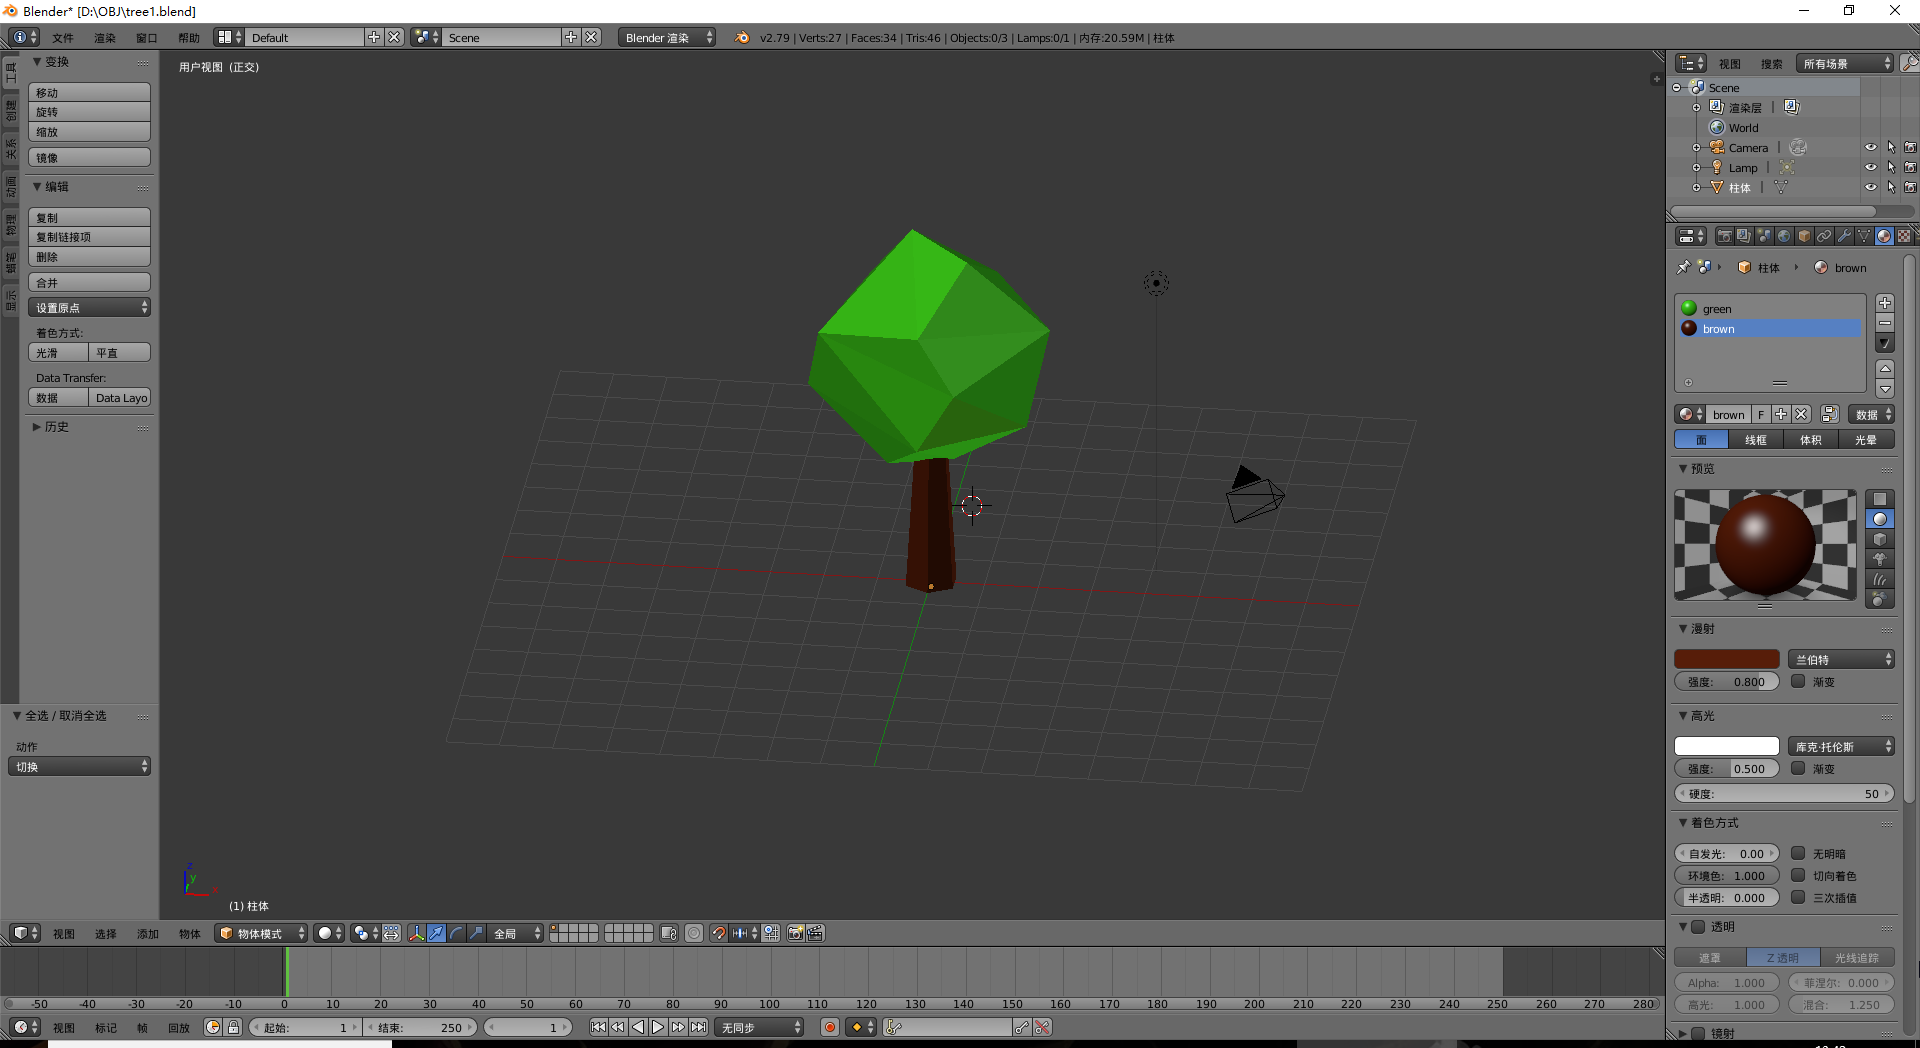 Blender* [D:\OBJ\tree1.blend]
文件 渲染 窗口 帮助 Default Scene Blender 渲染 v2.79 | Verts:27 | Faces:34 | Tris:46 | Objects:0/3 | Lamps:0/1 | 内存:20.59M | 柱体
工具
创建
关系
动画
物理
蜡笔
显示
变换
移动
旋转
缩放
镜像
编辑
复制
复制链接项
删除
合并
设置原点
着色方式:
光滑 平直
Data Transfer:
数据 Data Layo
历史
全选 / 取消全选
动作
切换
用户视图 (正交)
z
y
x
(1) 柱体
视图 选择 添加 物体 物体模式 全局
-50 -40 -30 -20 -10 0 10 20 30 40 50 60 70 80 90 100 110 120 130 140 150 160 170 180 190 200 210 220 230 240 250 260 270 280
视图 标记 帧 回放 起始: 1 结束: 250 1 无同步
视图 搜索 所有场景
Scene
渲染层
World
Camera
Lamp
柱体
柱体 brown
green
brown
brown F 数据
面 线框 体积 光晕
预览
漫射
兰伯特
强度: 0.800 渐变
高光
库克-托伦斯
强度: 0.500 渐变
硬度: 50
着色方式
自发光: 0.00 无明暗
环境色: 1.000 切向着色
半透明: 0.000 三次插值
透明
遮罩 Z 透明 光线追踪
Alpha: 1.000 菲涅尔: 0.000
高光: 1.000 混合: 1.250
镜射